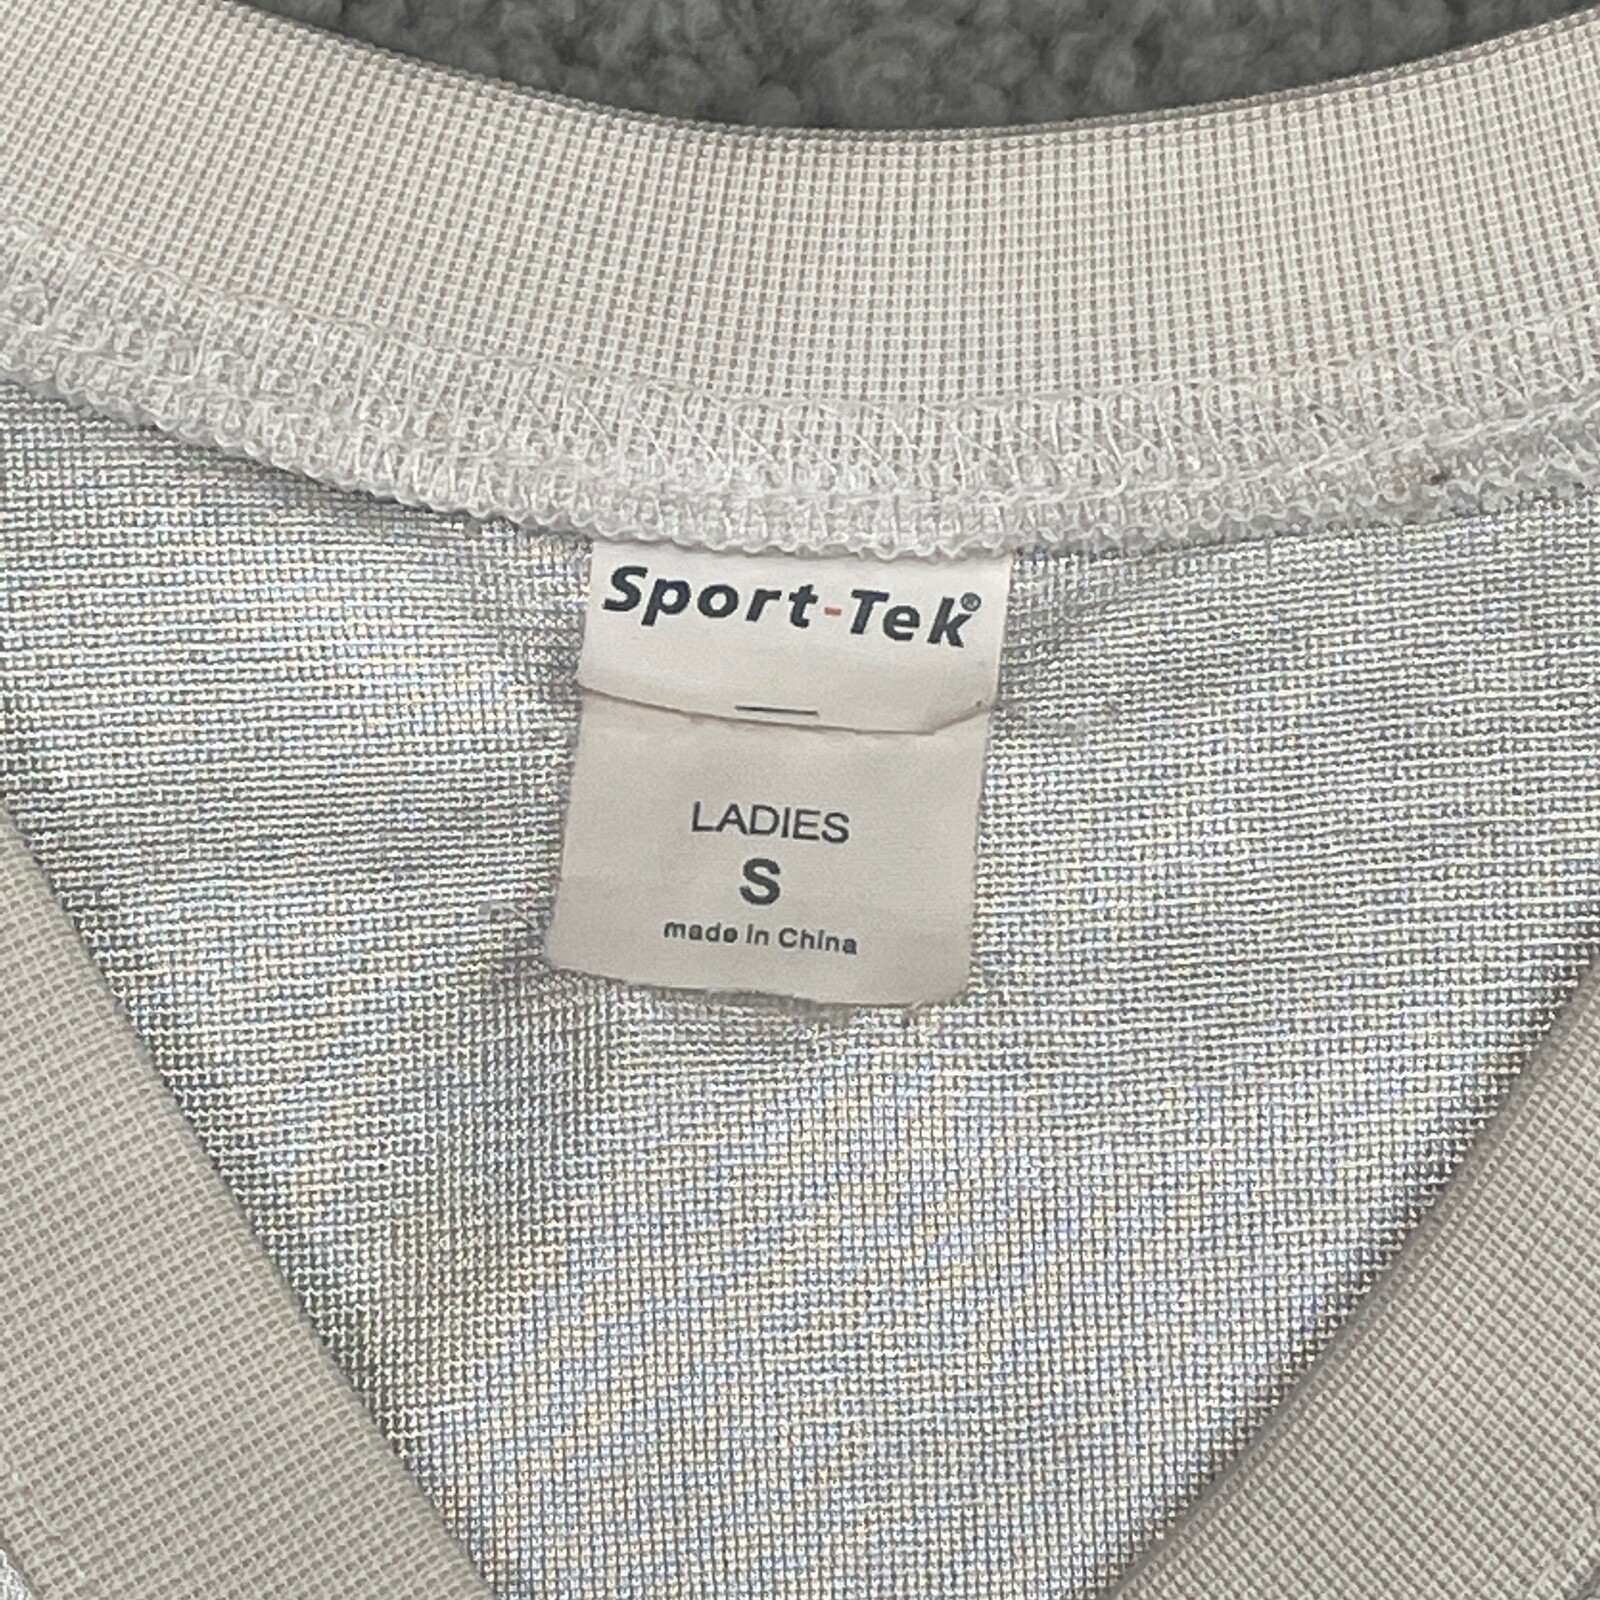 Sport-Tek®
LADIES
S
made in China